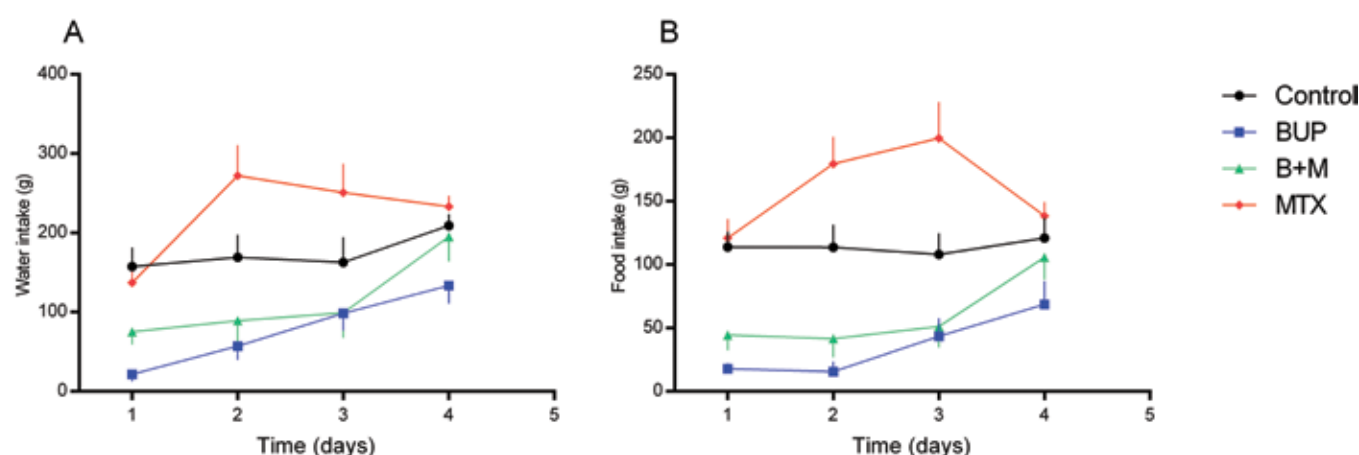 A
Water intake (g)
400
300
200
100
0
1 2 3 4 5
Time (days)
B
Food intake (g)
250
200
150
100
50
0
1 2 3 4 5
Time (days)
Control
BUP
B+M
MTX